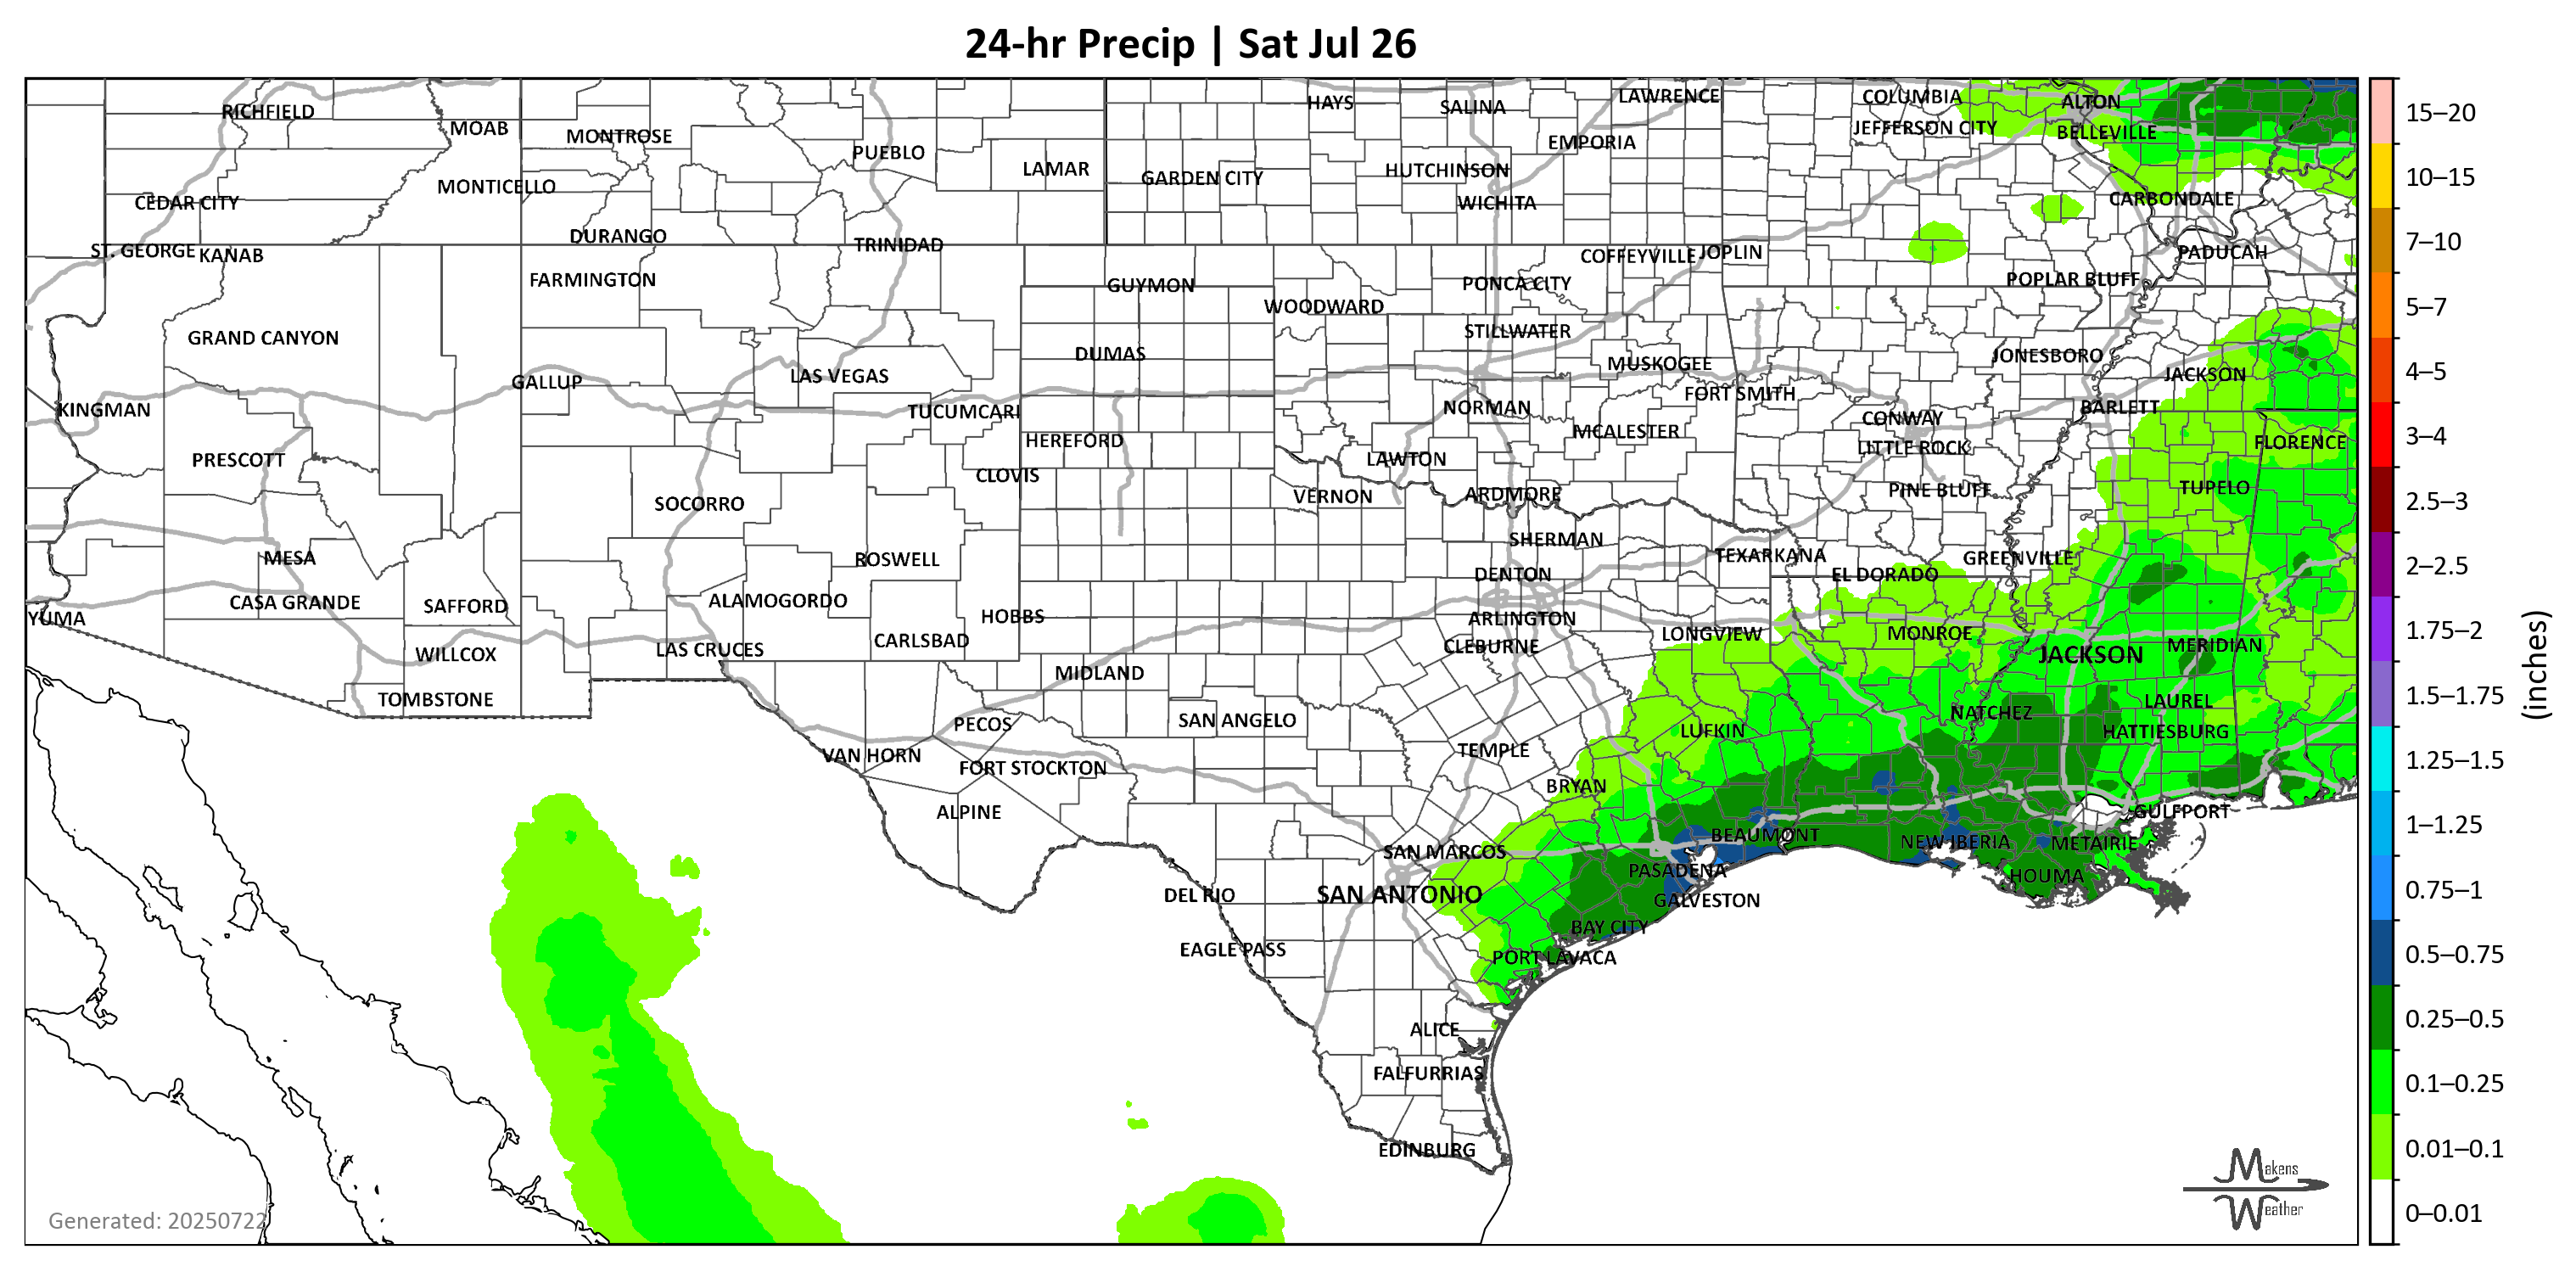 24-hr Precip | Sat Jul 26
RICHFIELD
MOAB
MONTROSE
PUEBLO
LAMAR
HAYS
SALINA
LAWRENCE
COLUMBIA
ALTON
EMPORIA
JEFFERSON CITY
BELLEVILLE
CEDAR CITY
MONTICELLO
GARDEN CITY
HUTCHINSON
WICHITA
CARBONDALE
ST. GEORGE
KANAB
DURANGO
TRINIDAD
COFFEYVILLE
JOPLIN
PADUCAH
FARMINGTON
GUYMON
WOODWARD
PONCA CITY
POPLAR BLUFF
GRAND CANYON
DUMAS
STILLWATER
MUSKOGEE
JONESBORO
GALLUP
LAS VEGAS
FORT SMITH
JACKSON
KINGMAN
TUCUMCARI
NORMAN
CONWAY
BARLETT
HEREFORD
MCALESTER
LITTLE ROCK
FLORENCE
PRESCOTT
CLOVIS
LAWTON
SOCORRO
VERNON
ARDMORE
PINE BLUFF
TUPELO
MESA
ROSWELL
SHERMAN
TEXARKANA
GREENVILLE
DENTON
EL DORADO
YUMA
CASA GRANDE
SAFFORD
ALAMOGORDO
HOBBS
ARLINGTON
LONGVIEW
MONROE
WILLCOX
LAS CRUCES
CARLSBAD
CLEBURNE
JACKSON
MERIDIAN
TOMBSTONE
MIDLAND
LAUREL
PECOS
SAN ANGELO
NATCHEZ
VAN HORN
FORT STOCKTON
TEMPLE
LUFKIN
HATTIESBURG
ALPINE
BRYAN
GULFPORT
SAN MARCOS
BEAUMONT
NEW IBERIA
METAIRIE
DEL RIO
SAN ANTONIO
PASADENA
GALVESTON
HOUMA
EAGLE PASS
BAY CITY
PORT LAVACA
ALICE
FALFURRIAS
EDINBURG
Generated: 20250722
Makens
Weather
15–20
10–15
7–10
5–7
4–5
3–4
2.5–3
2–2.5
1.75–2
1.5–1.75
1.25–1.5
1–1.25
0.75–1
0.5–0.75
0.25–0.5
0.1–0.25
0.01–0.1
0–0.01
(inches)